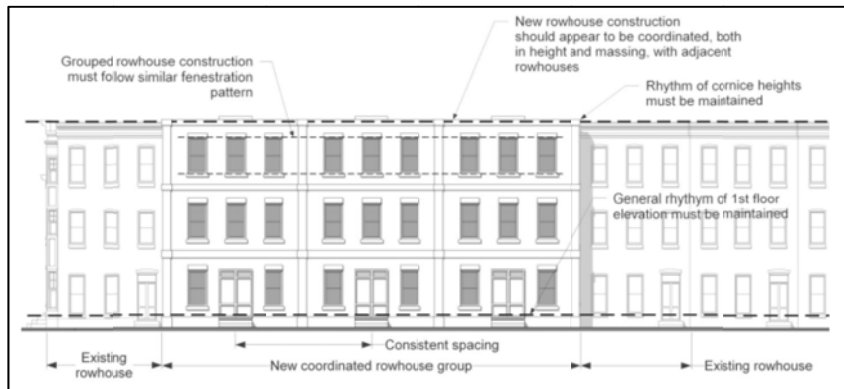 New rowhouse construction
should appear to be coordinated, both
in height and massing, with adjacent
rowhouses
Grouped rowhouse construction
must follow similar fenestration
pattern
Rhythm of cornice heights
must be maintained
General rhythym of 1st floor
elevation must be maintained
Consistent spacing
Existing
rowhouse
New coordinated rowhouse group
Existing rowhouse